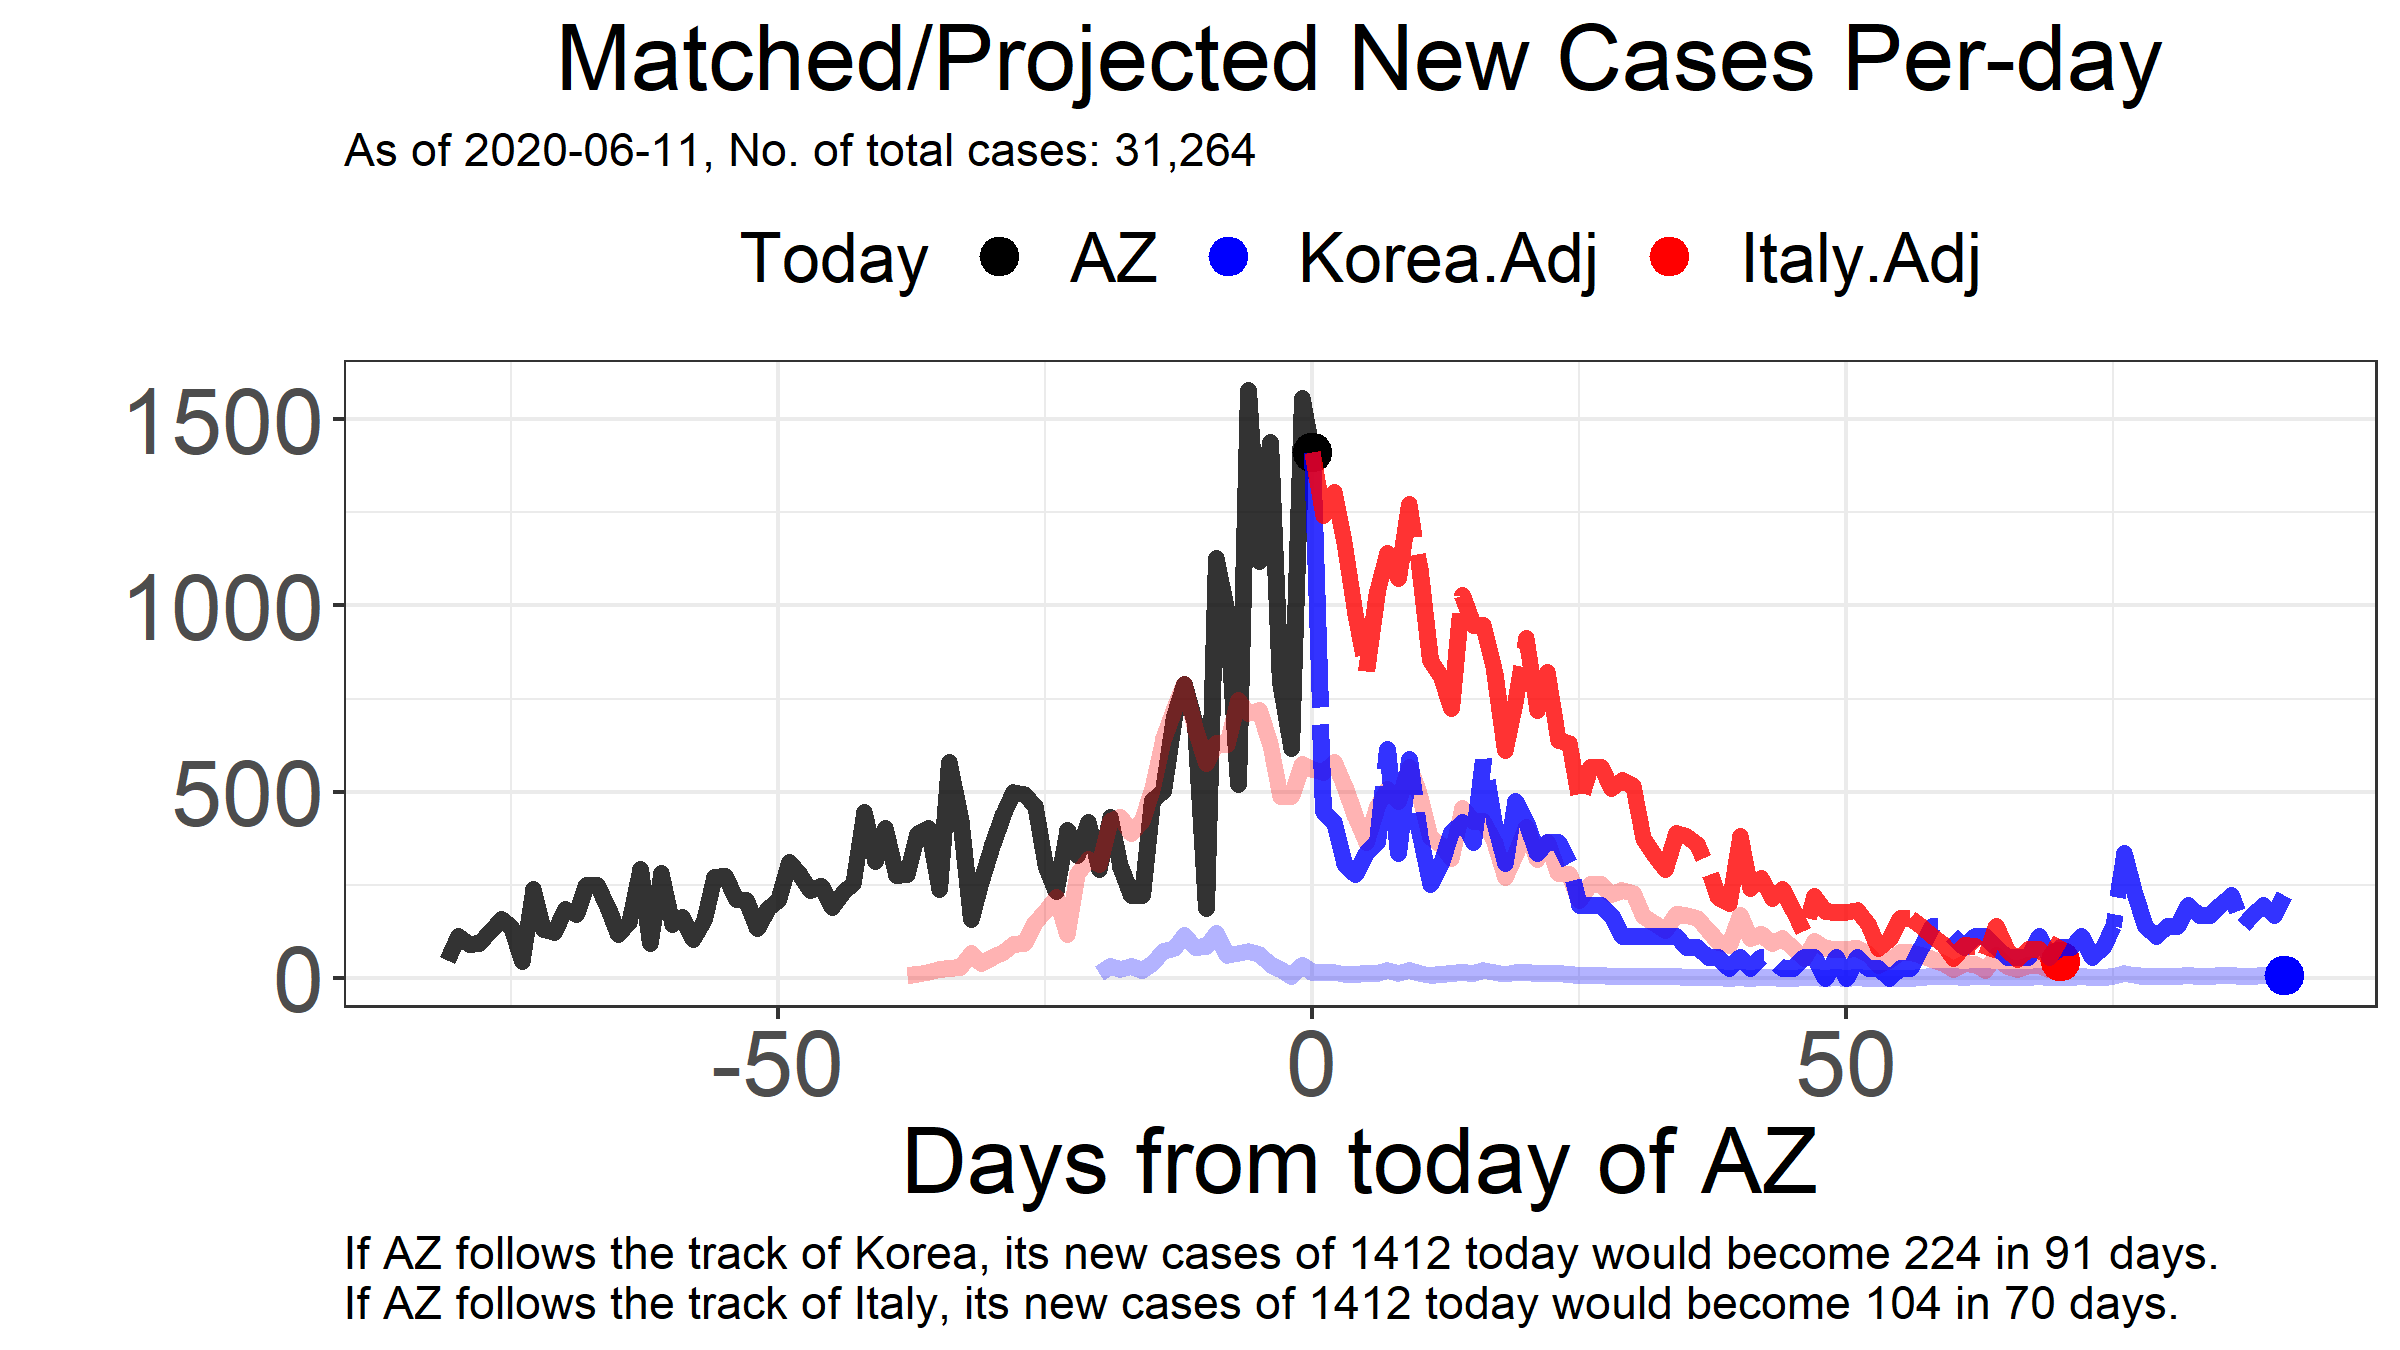 Matched/Projected New Cases Per-day
As of 2020-06-11, No. of total cases: 31,264
Today AZ Korea.Adj Italy.Adj
1500
1000
500
0
-50 0 50
Days from today of AZ
If AZ follows the track of Korea, its new cases of 1412 today would become 224 in 91 days.
If AZ follows the track of Italy, its new cases of 1412 today would become 104 in 70 days.